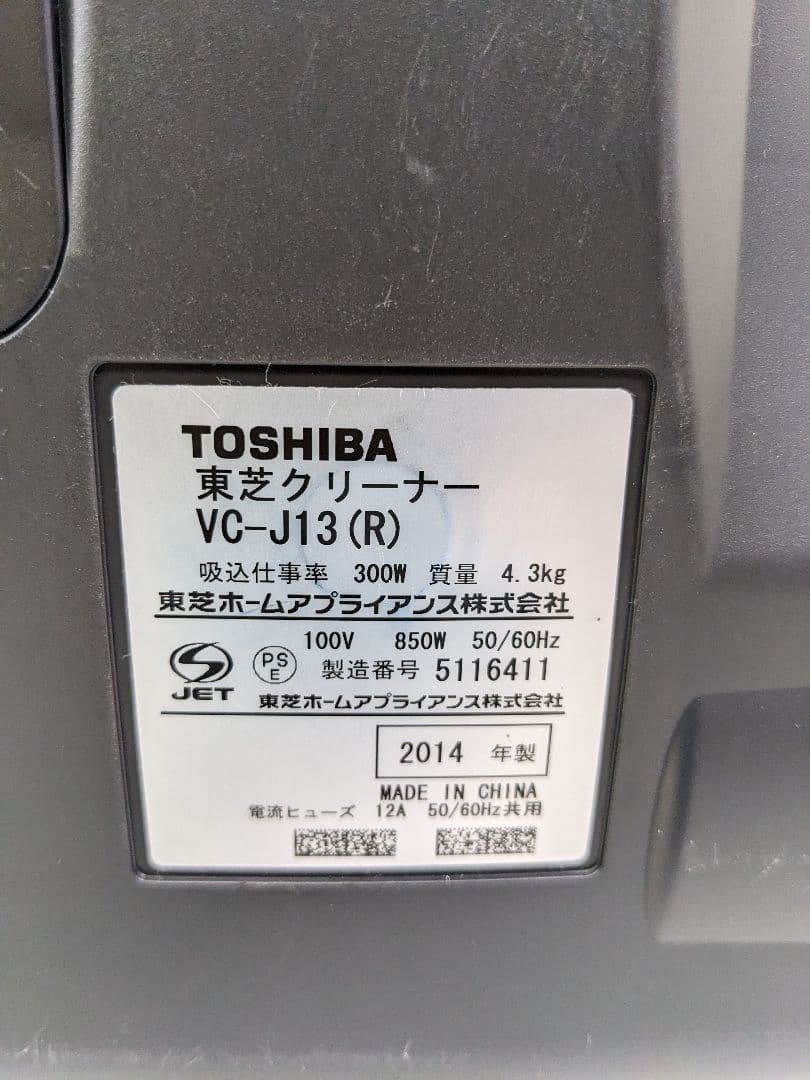 TOSHIBA
東芝クリーナー
VC-J13(R)
吸込仕事率 300W 質量 4.3kg
東芝ホームアプライアンス株式会社
100V 850W 50/60Hz
JET PS E 製造番号 5116411
東芝ホームアプライアンス株式会社
2014 年製
MADE IN CHINA
電流ヒューズ 12A 50/60Hz共用